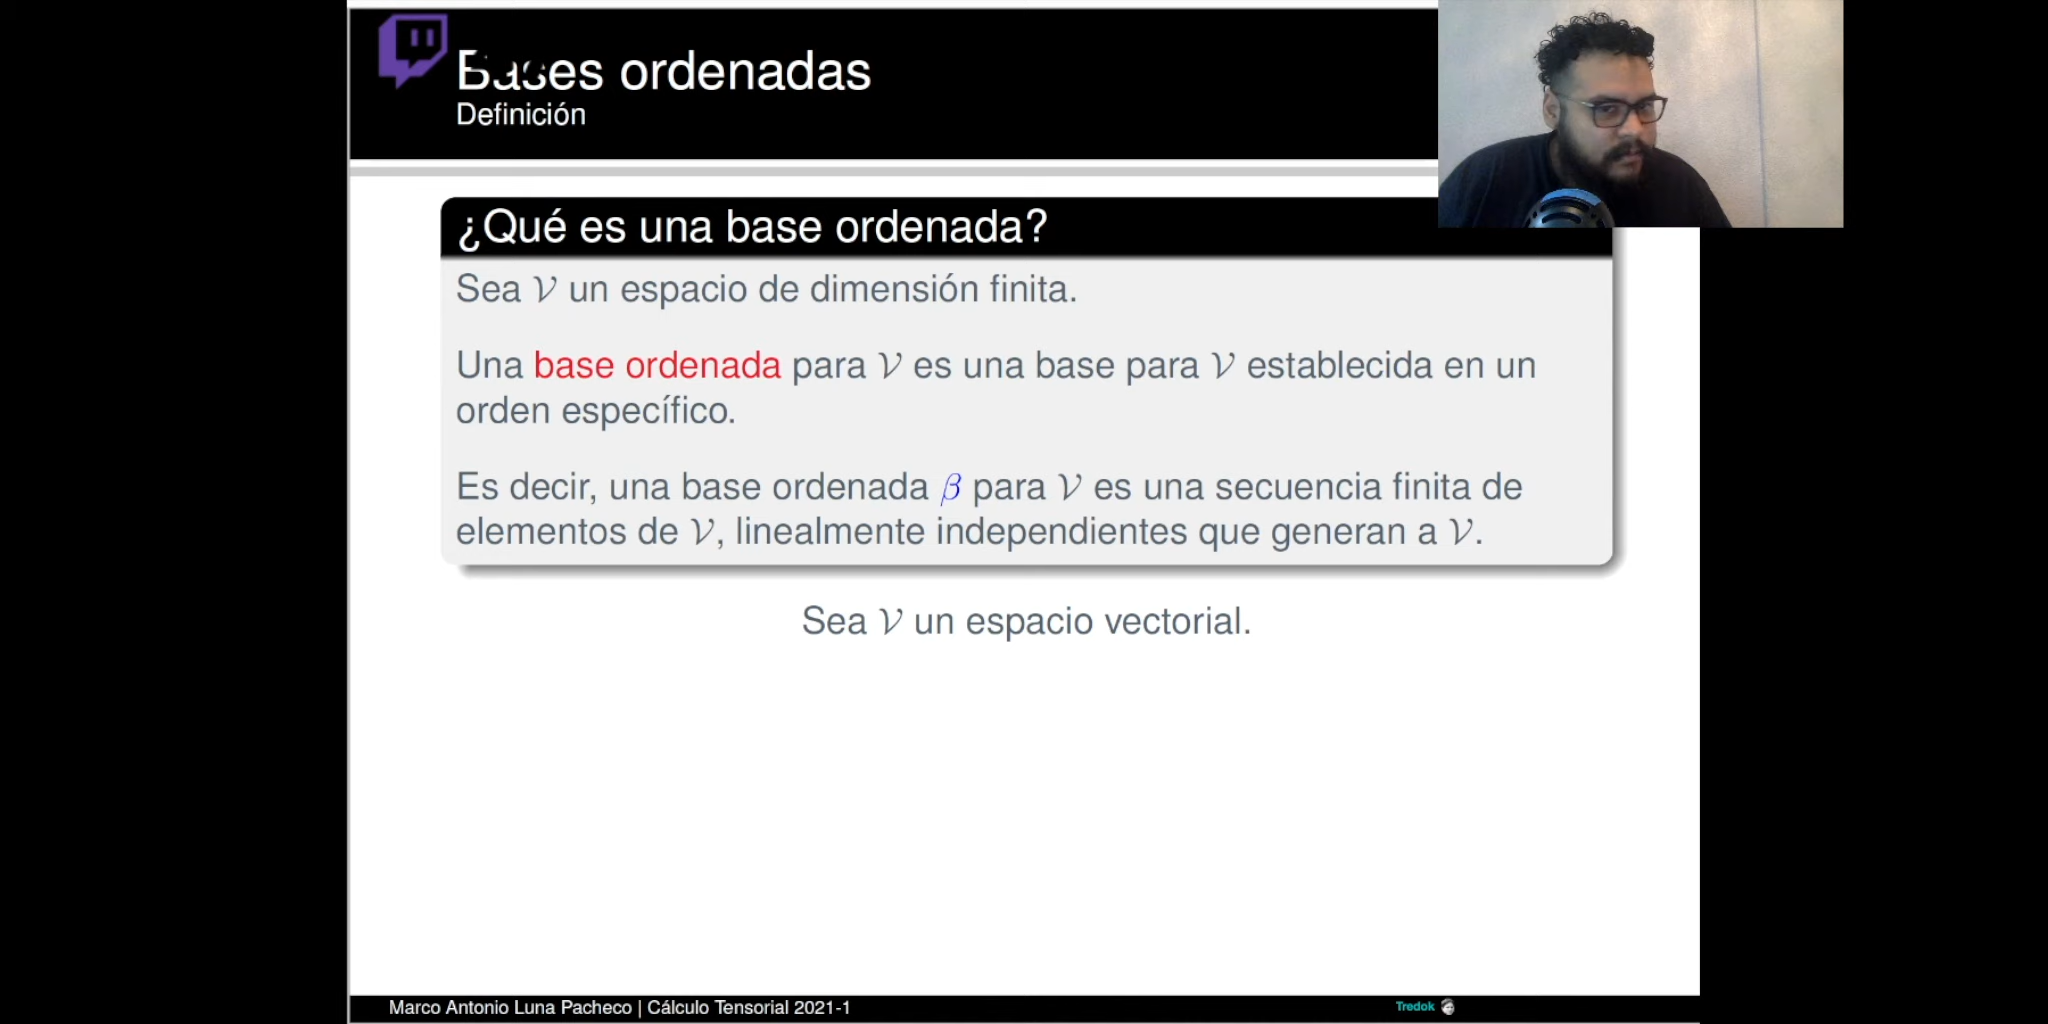 Bases ordenadas
Definición
¿Qué es una base ordenada?
Sea 𝒱 un espacio de dimensión finita.
Una base ordenada para 𝒱 es una base para 𝒱 establecida en un
orden específico.
Es decir, una base ordenada β para 𝒱 es una secuencia finita de
elementos de 𝒱, linealmente independientes que generan a 𝒱.
Sea 𝒱 un espacio vectorial.
Marco Antonio Luna Pacheco | Cálculo Tensorial 2021-1
Tredok